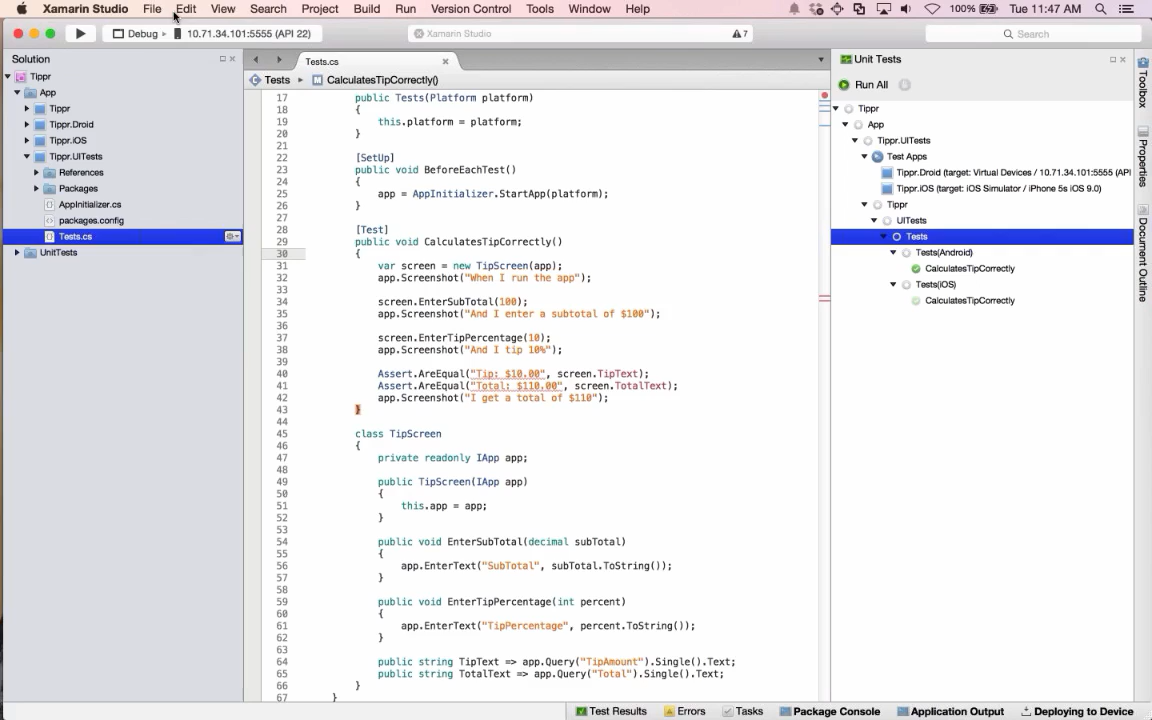 Xamarin Studio File Edit View Search Project Build Run Version Control Tools Window Help 100% Tue 11:47 AM
Debug 10.71.34.101:5555 (API 22) Xamarin Studio 7 Search
Solution
Tippr
App
Tippr
Tippr.Droid
Tippr.iOS
Tippr.UITests
References
Packages
AppInitializer.cs
packages.config
Tests.cs
UnitTests
Tests.cs
Tests CalculatesTipCorrectly()
17 public Tests(Platform platform)
18 {
19 this.platform = platform;
20 }
21
22 [SetUp]
23 public void BeforeEachTest()
24 {
25 app = AppInitializer.StartApp(platform);
26 }
27
28 [Test]
29 public void CalculatesTipCorrectly()
30 {
31 var screen = new TipScreen(app);
32 app.Screenshot("When I run the app");
33
34 screen.EnterSubTotal(100);
35 app.Screenshot("And I enter a subtotal of $100");
36
37 screen.EnterTipPercentage(10);
38 app.Screenshot("And I tip 10%");
39
40 Assert.AreEqual("Tip: $10.00", screen.TipText);
41 Assert.AreEqual("Total: $110.00", screen.TotalText);
42 app.Screenshot("I get a total of $110");
43 }
44
45 class TipScreen
46 {
47 private readonly IApp app;
48
49 public TipScreen(IApp app)
50 {
51 this.app = app;
52 }
53
54 public void EnterSubTotal(decimal subTotal)
55 {
56 app.EnterText("SubTotal", subTotal.ToString());
57 }
58
59 public void EnterTipPercentage(int percent)
60 {
61 app.EnterText("TipPercentage", percent.ToString());
62 }
63
64 public string TipText => app.Query("TipAmount").Single().Text;
65 public string TotalText => app.Query("Total").Single().Text;
66 }
67 }
Unit Tests
Run All
Tippr
App
Tippr.UITests
Test Apps
Tippr.Droid (target: Virtual Devices / 10.71.34.101:5555 (API
Tippr.iOS (target: iOS Simulator / iPhone 5s iOS 9.0)
Tippr
UITests
Tests
Tests(Android)
CalculatesTipCorrectly
Tests(iOS)
CalculatesTipCorrectly
Toolbox
Properties
Document Outline
Test Results Errors Tasks Package Console Application Output Deploying to Device